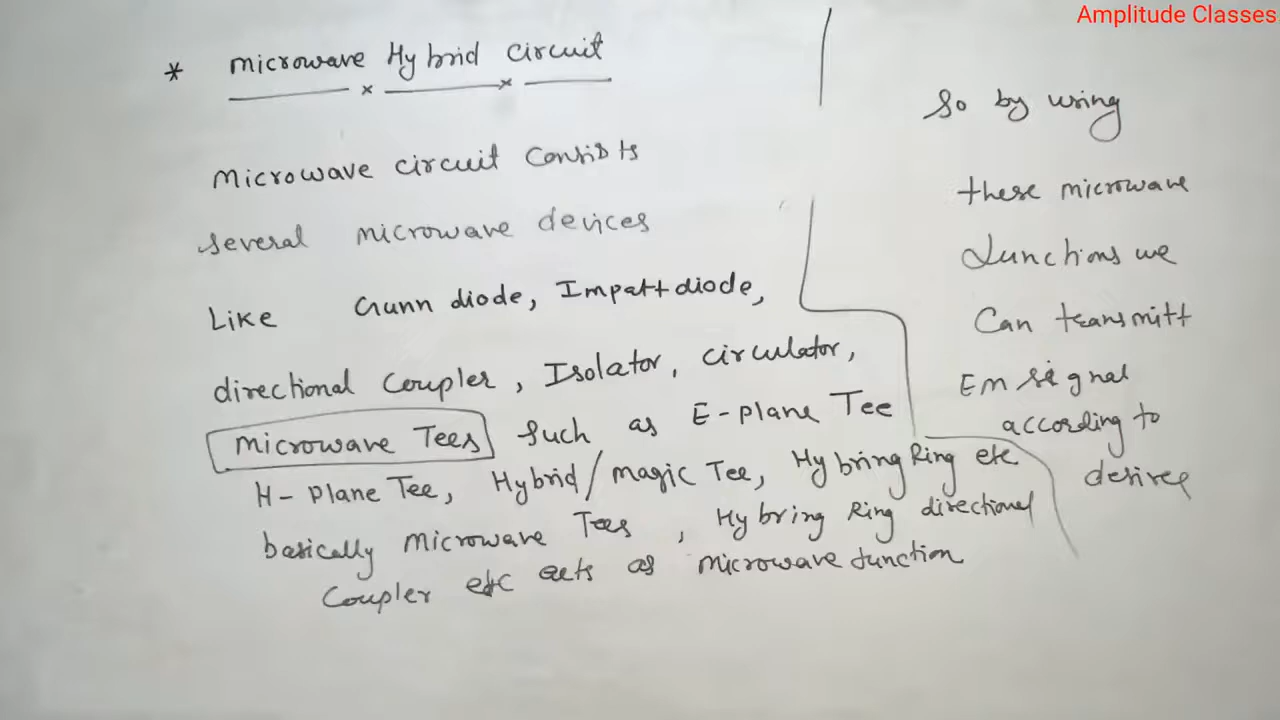 Amplitude Classes
* microwave Hybrid circuit
microwave circuit Consists
several microwave devices
Like Gunn diode, Impatt diode,
directional Coupler, Isolator, circulator,
microwave Tees such as E-plane Tee
H-plane Tee, Hybrid/magic Tee, Hybring Ring etc
basically microwave Tees, Hybring Ring directional
Coupler etc acts as microwave Junction
So by using
these microwave
Junctions we
Can transmitt
Em signal
according to
desiree